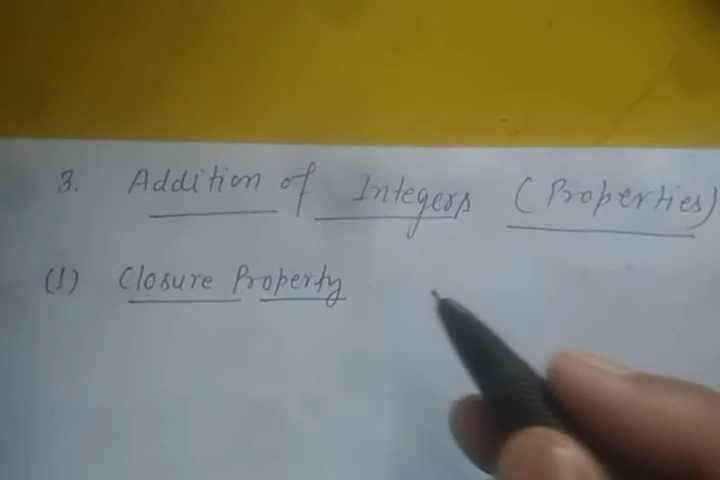 3. Addition of Integers (Properties)
(1) Closure Property